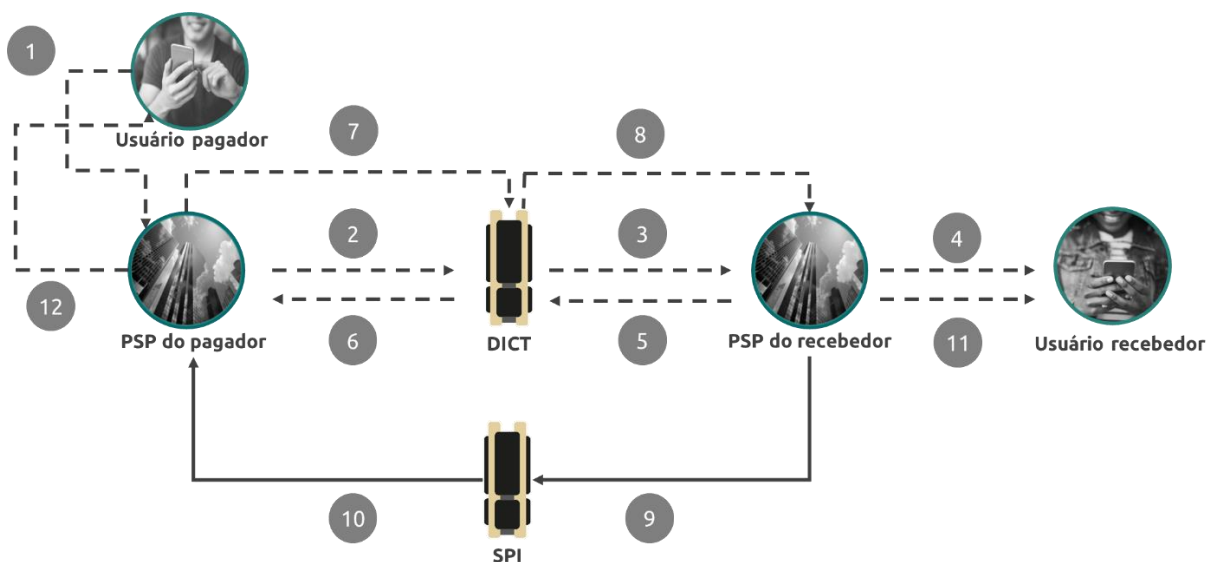 1
Usuário pagador
7
8
2
3
4
12
PSP do pagador
6
DICT
5
PSP do recebedor
11
Usuário recebedor
10
9
SPI